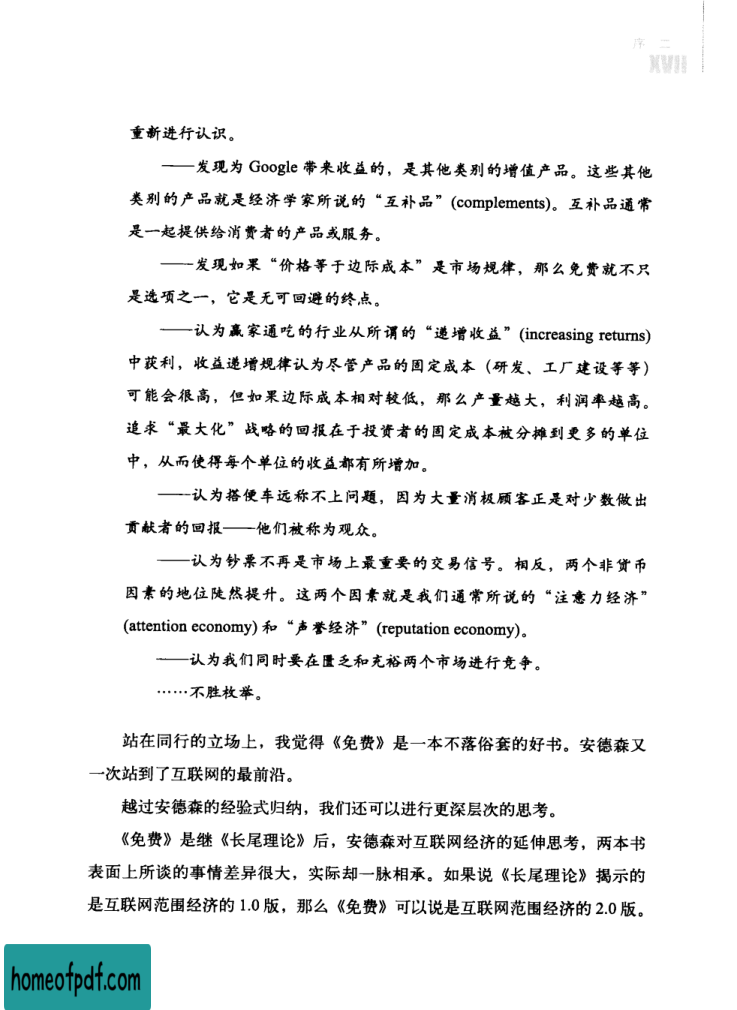 序 二
XVII
重新进行认识。
——发现为 Google 带来收益的，是其他类别的增值产品。这些其他
类别的产品就是经济学家所说的“互补品”(complements)。互补品通常
是一起提供给消费者的产品或服务。
——发现如果“价格等于边际成本”是市场规律，那么免费就不只
是选项之一，它是无可回避的终点。
——认为赢家通吃的行业从所谓的“递增收益”(increasing returns)
中获利，收益递增规律认为尽管产品的固定成本（研发、工厂建设等等）
可能会很高，但如果边际成本相对较低，那么产量越大，利润率越高。
追求“最大化”战略的回报在于投资者的固定成本被分摊到更多的单位
中，从而使得每个单位的收益都有所增加。
——认为搭便车远称不上问题，因为大量消极顾客正是对少数做出
贡献者的回报——他们被称为观众。
——认为钞票不再是市场上最重要的交易信号。相反，两个非货币
因素的地位陡然提升。这两个因素就是我们通常所说的“注意力经济”
(attention economy) 和“声誉经济”(reputation economy)。
——认为我们同时要在匮乏和充裕两个市场进行竞争。
……不胜枚举。
站在同行的立场上，我觉得《免费》是一本不落俗套的好书。安德森又
一次站到了互联网的最前沿。
越过安德森的经验式归纳，我们还可以进行更深层次的思考。
《免费》是继《长尾理论》后，安德森对互联网经济的延伸思考，两本书
表面上所谈的事情差异很大，实际却一脉相承。如果说《长尾理论》揭示的
是互联网范围经济的 1.0 版，那么《免费》可以说是互联网范围经济的 2.0 版。
homeofpdf.com